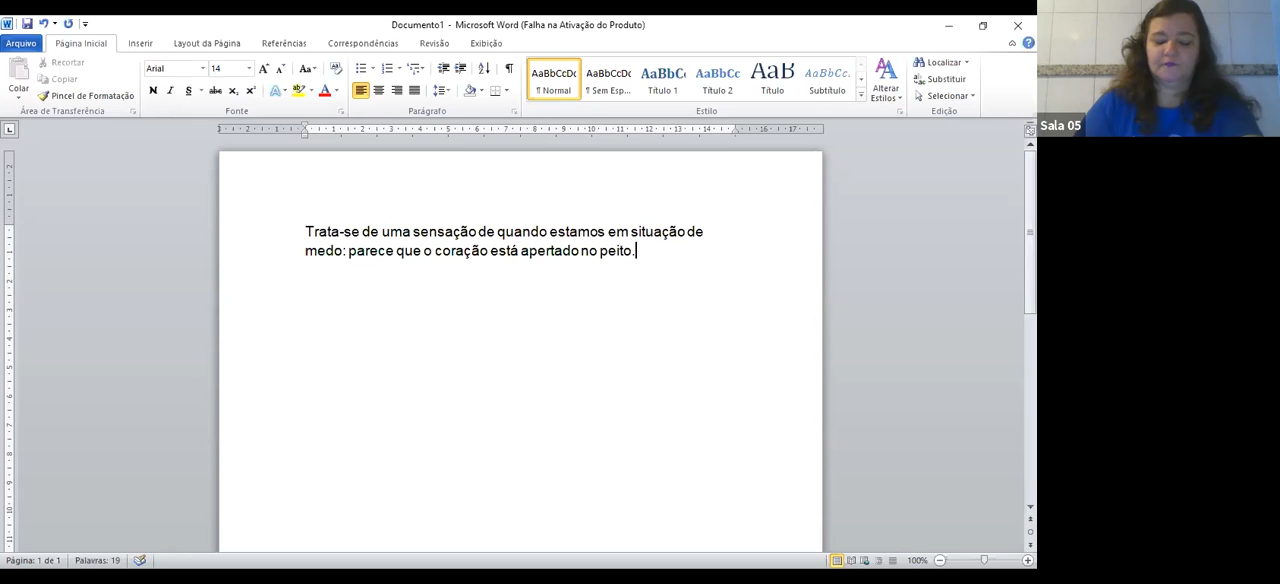 Documento1 - Microsoft Word (Falha na Ativação do Produto)
Arquivo Página Inicial Inserir Layout da Página Referências Correspondências Revisão Exibição
Colar
Recortar
Copiar
Pincel de Formatação
Área de Transferência
Arial 14
Fonte
Parágrafo
AaBbCcDc AaBbCcDc AaBbC AaBbCc AaB AaBbCc.
¶ Normal ¶ Sem Esp... Título 1 Título 2 Título Subtítulo
Alterar
Estilos
Estilo
Localizar
Substituir
Selecionar
Edição
Sala 05
Trata-se de uma sensação de quando estamos em situação de
medo: parece que o coração está apertado no peito.
Página: 1 de 1 Palavras: 19 100%